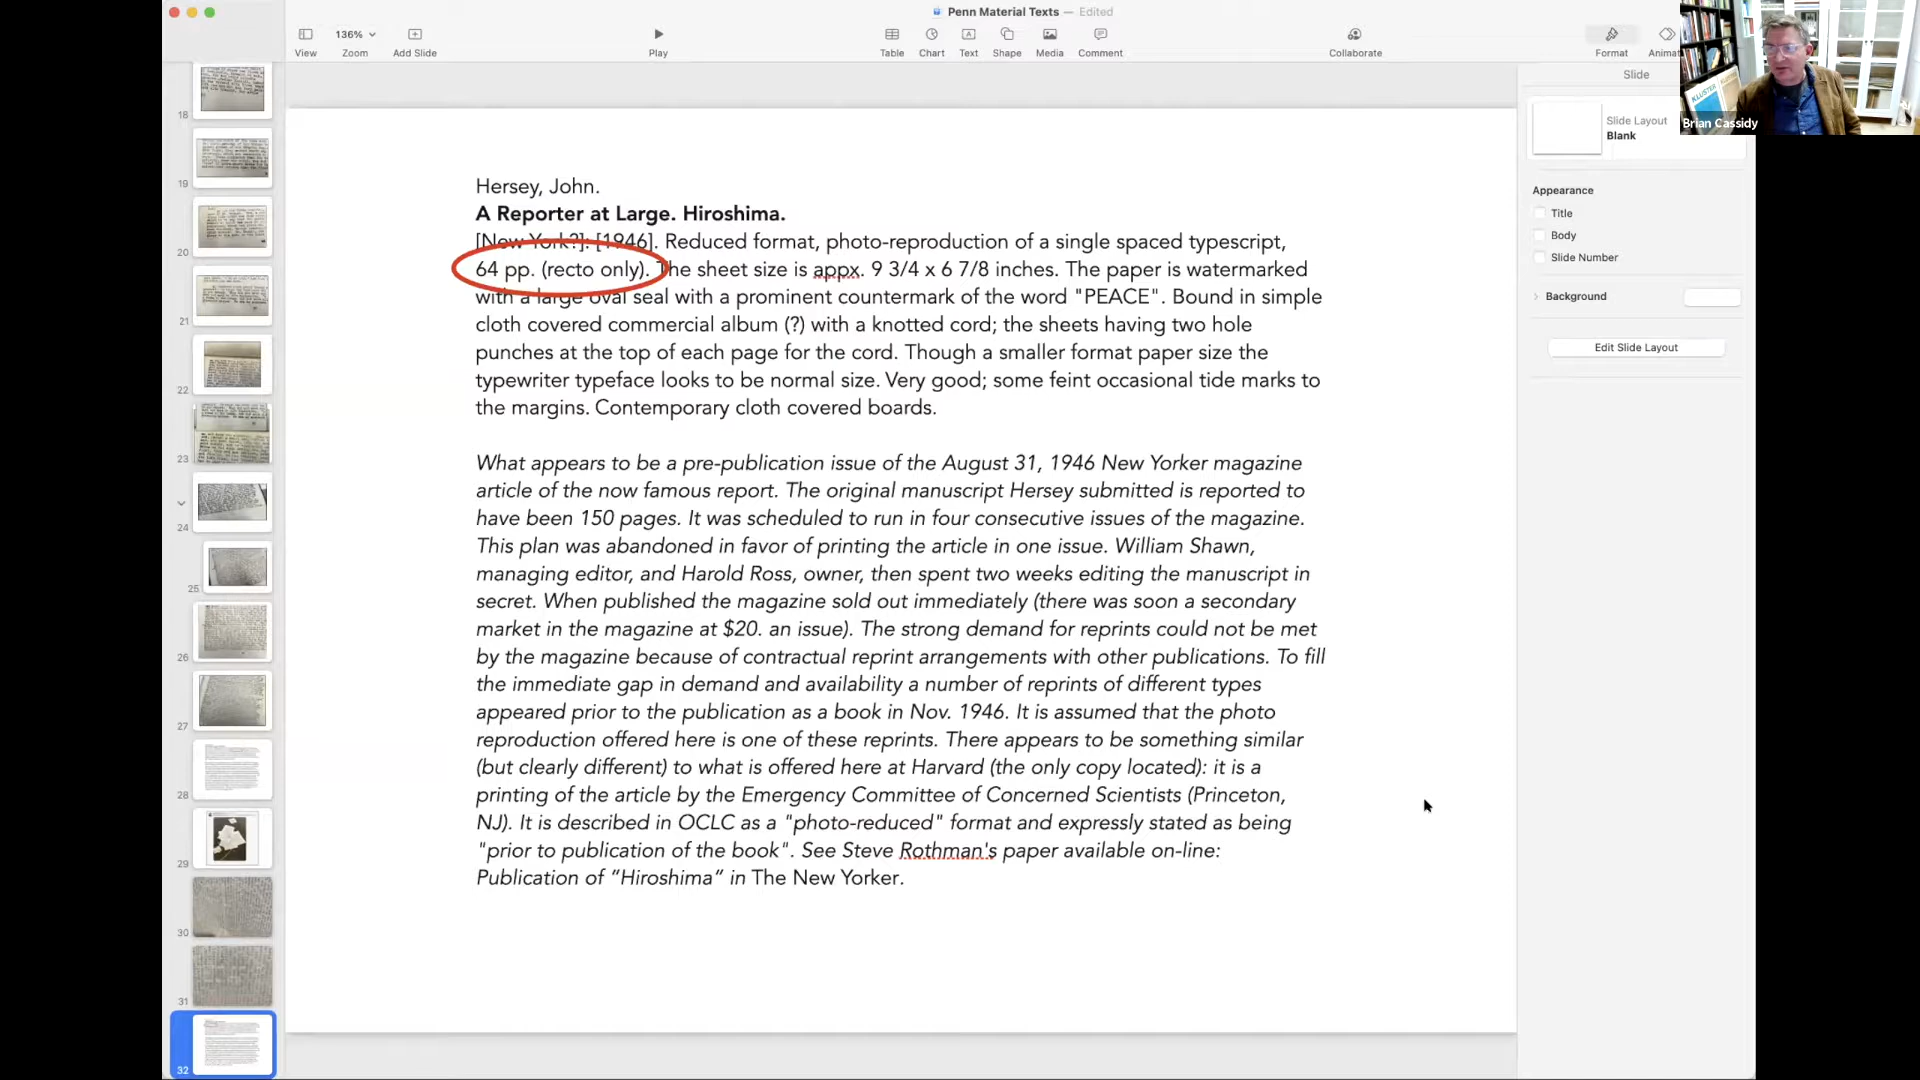 Penn Material Texts — Edited
136%
View
Zoom
Add Slide
Play
Table
Chart
Text
Shape
Media
Comment
Collaborate
Format
Animat
Brian Cassidy
Slide
Slide Layout
Blank
Appearance
Title
Body
Slide Number
Background
Edit Slide Layout
18
19
20
21
22
23
24
25
26
27
28
29
30
31
32
Hersey, John.
A Reporter at Large. Hiroshima.
[New York?]: [1946]. Reduced format, photo-reproduction of a single spaced typescript,
64 pp. (recto only). The sheet size is appx. 9 3/4 x 6 7/8 inches. The paper is watermarked
with a large oval seal with a prominent countermark of the word "PEACE". Bound in simple
cloth covered commercial album (?) with a knotted cord; the sheets having two hole
punches at the top of each page for the cord. Though a smaller format paper size the
typewriter typeface looks to be normal size. Very good; some feint occasional tide marks to
the margins. Contemporary cloth covered boards.
What appears to be a pre-publication issue of the August 31, 1946 New Yorker magazine
article of the now famous report. The original manuscript Hersey submitted is reported to
have been 150 pages. It was scheduled to run in four consecutive issues of the magazine.
This plan was abandoned in favor of printing the article in one issue. William Shawn,
managing editor, and Harold Ross, owner, then spent two weeks editing the manuscript in
secret. When published the magazine sold out immediately (there was soon a secondary
market in the magazine at $20. an issue). The strong demand for reprints could not be met
by the magazine because of contractual reprint arrangements with other publications. To fill
the immediate gap in demand and availability a number of reprints of different types
appeared prior to the publication as a book in Nov. 1946. It is assumed that the photo
reproduction offered here is one of these reprints. There appears to be something similar
(but clearly different) to what is offered here at Harvard (the only copy located): it is a
printing of the article by the Emergency Committee of Concerned Scientists (Princeton,
NJ). It is described in OCLC as a "photo-reduced" format and expressly stated as being
"prior to publication of the book". See Steve Rothman's paper available on-line:
Publication of “Hiroshima“ in The New Yorker.